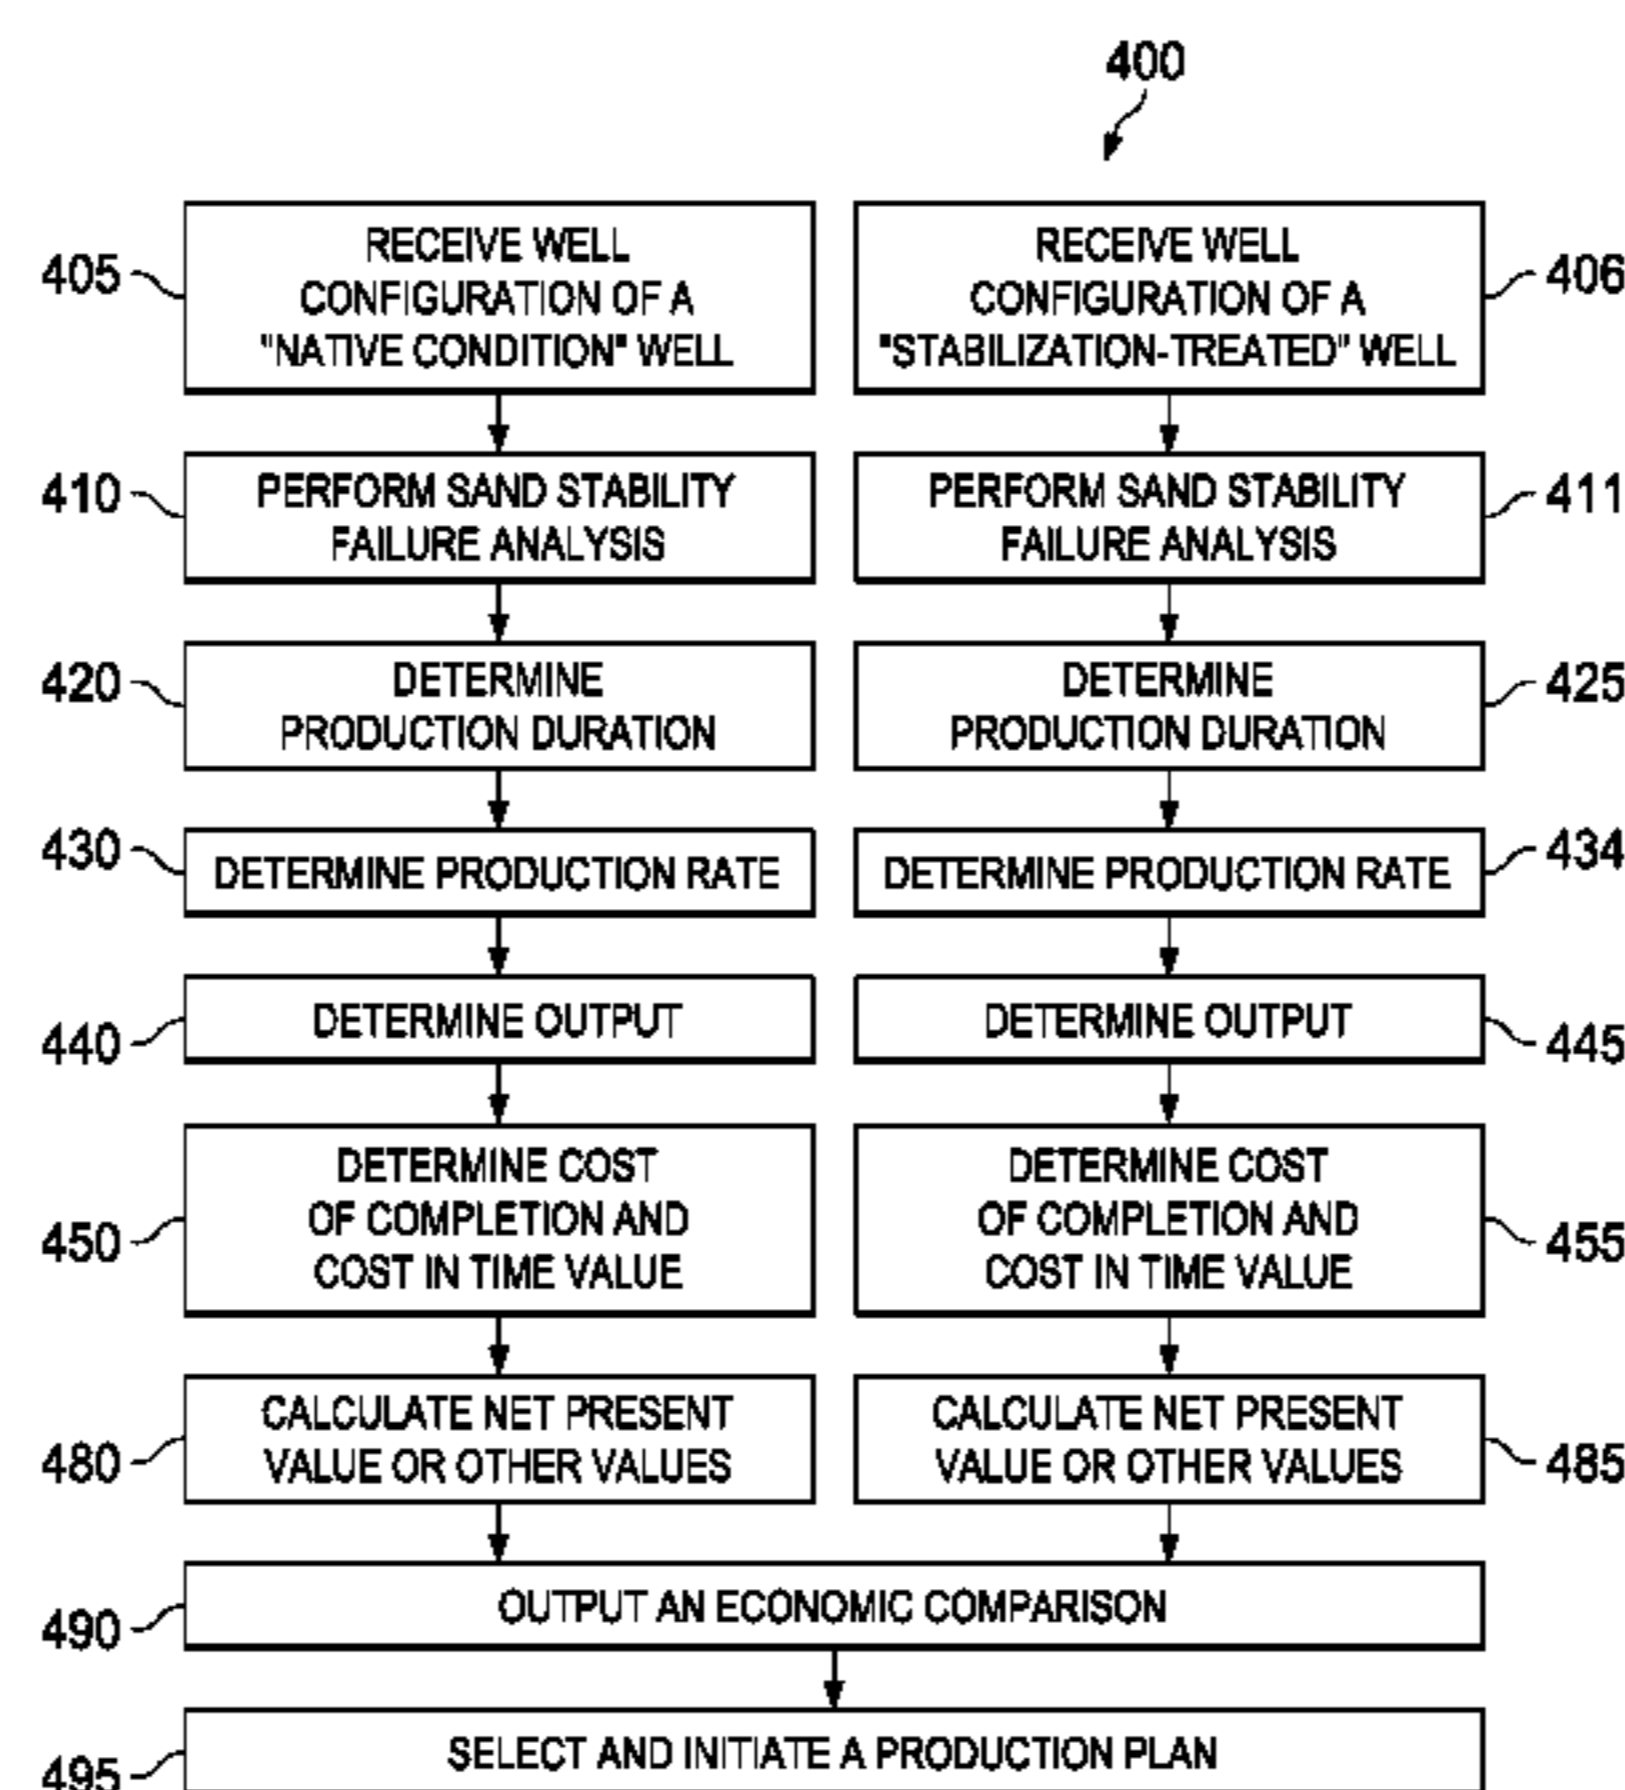 400
405
RECEIVE WELL
CONFIGURATION OF A
"NATIVE CONDITION" WELL
RECEIVE WELL
CONFIGURATION OF A
"STABILIZATION-TREATED" WELL
406
410
PERFORM SAND STABILITY
FAILURE ANALYSIS
PERFORM SAND STABILITY
FAILURE ANALYSIS
411
420
DETERMINE
PRODUCTION DURATION
DETERMINE
PRODUCTION DURATION
425
430
DETERMINE PRODUCTION RATE
DETERMINE PRODUCTION RATE
434
440
DETERMINE OUTPUT
DETERMINE OUTPUT
445
450
DETERMINE COST
OF COMPLETION AND
COST IN TIME VALUE
DETERMINE COST
OF COMPLETION AND
COST IN TIME VALUE
455
480
CALCULATE NET PRESENT
VALUE OR OTHER VALUES
CALCULATE NET PRESENT
VALUE OR OTHER VALUES
485
490
OUTPUT AN ECONOMIC COMPARISON
495
SELECT AND INITIATE A PRODUCTION PLAN